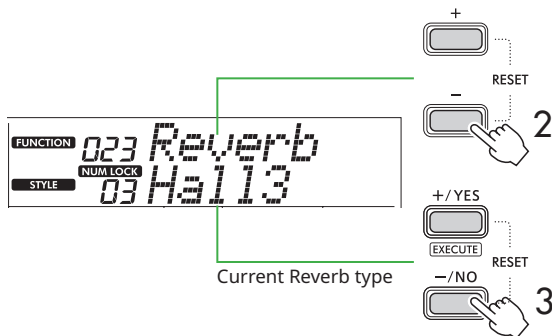 +
RESET
−
2
FUNCTION 023 Reverb
NUM LOCK
STYLE 03 Hall3
+/YES
EXECUTE
RESET
Current Reverb type
−/NO
3